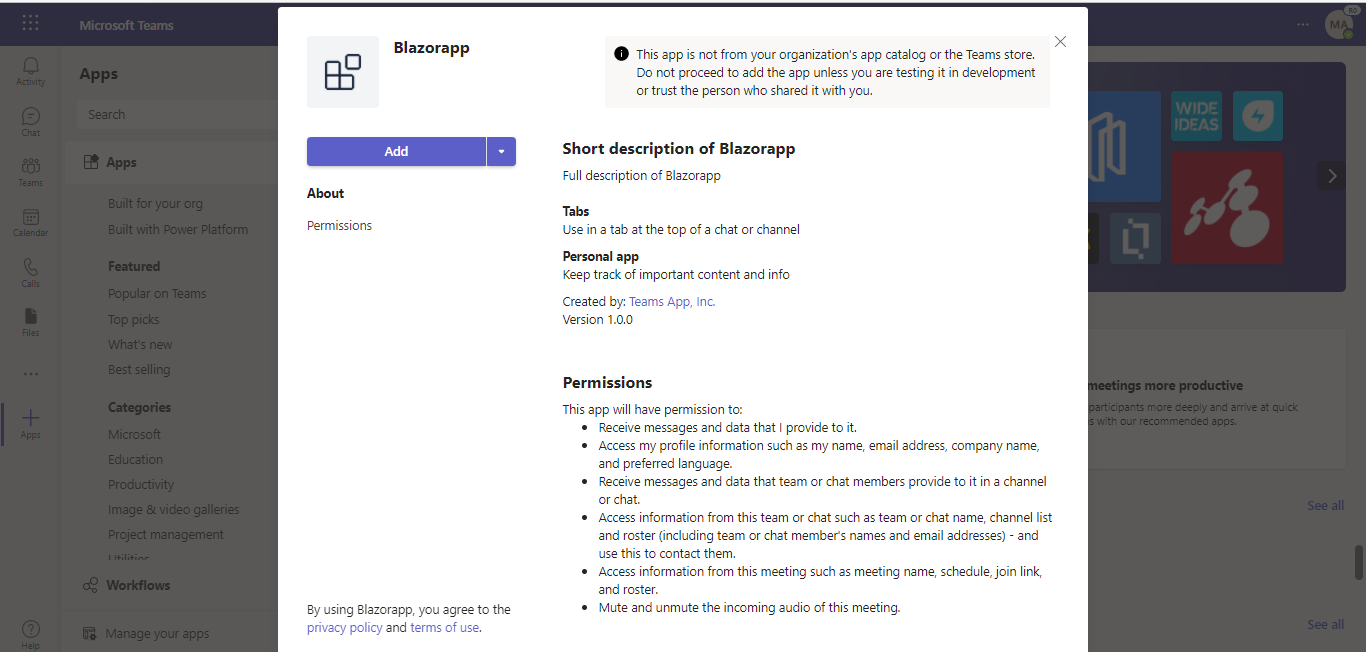 Microsoft Teams
RO
MA
Activity
Chat
Teams
Calendar
Calls
Files
Apps
Help
Apps
Search
Apps
Built for your org
Built with Power Platform
Featured
Popular on Teams
Top picks
What's new
Best selling
Categories
Microsoft
Education
Productivity
Image & video galleries
Project management
Utilities
Workflows
Manage your apps
Blazorapp
This app is not from your organization's app catalog or the Teams store.
Do not proceed to add the app unless you are testing it in development
or trust the person who shared it with you.
Add
About
Permissions
Short description of Blazorapp
Full description of Blazorapp
Tabs
Use in a tab at the top of a chat or channel
Personal app
Keep track of important content and info
Created by: Teams App, Inc.
Version 1.0.0
Permissions
This app will have permission to:
Receive messages and data that I provide to it.
Access my profile information such as my name, email address, company name,
and preferred language.
Receive messages and data that team or chat members provide to it in a channel
or chat.
Access information from this team or chat such as team or chat name, channel list
and roster (including team or chat member's names and email addresses) - and
use this to contact them.
Access information from this meeting such as meeting name, schedule, join link,
and roster.
Mute and unmute the incoming audio of this meeting.
By using Blazorapp, you agree to the
privacy policy and terms of use.
WIDE
IDEAS
meetings more productive
participants more deeply and arrive at quick
s with our recommended apps.
See all
See all